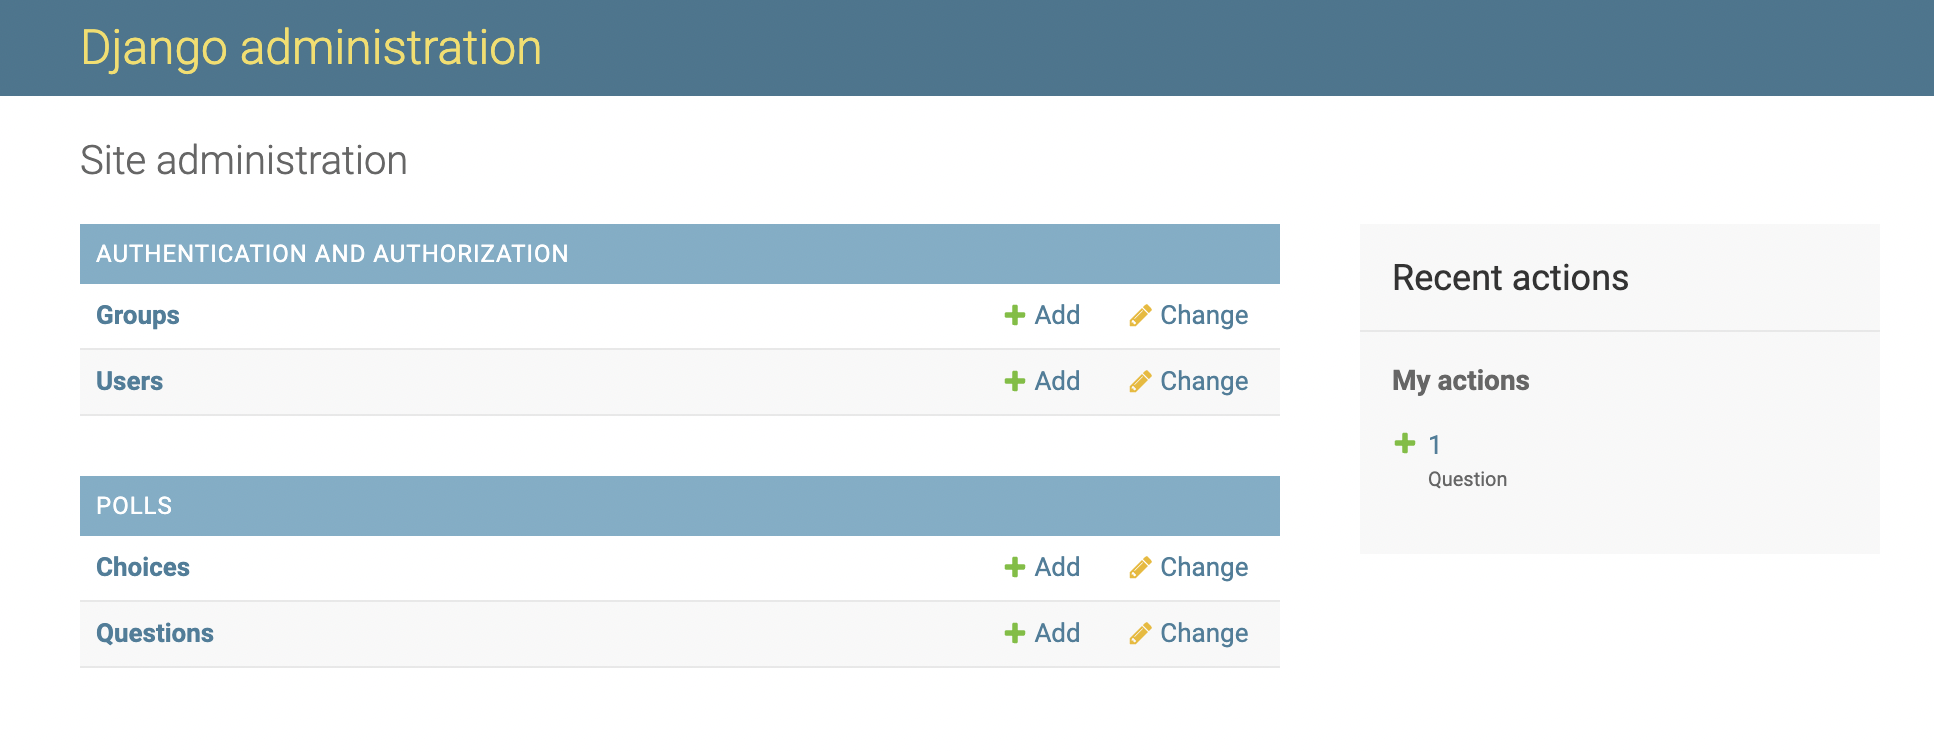 Django administration
Site administration
AUTHENTICATION AND AUTHORIZATION
Groups Add Change
Users Add Change
POLLS
Choices Add Change
Questions Add Change
Recent actions
My actions
1
Question